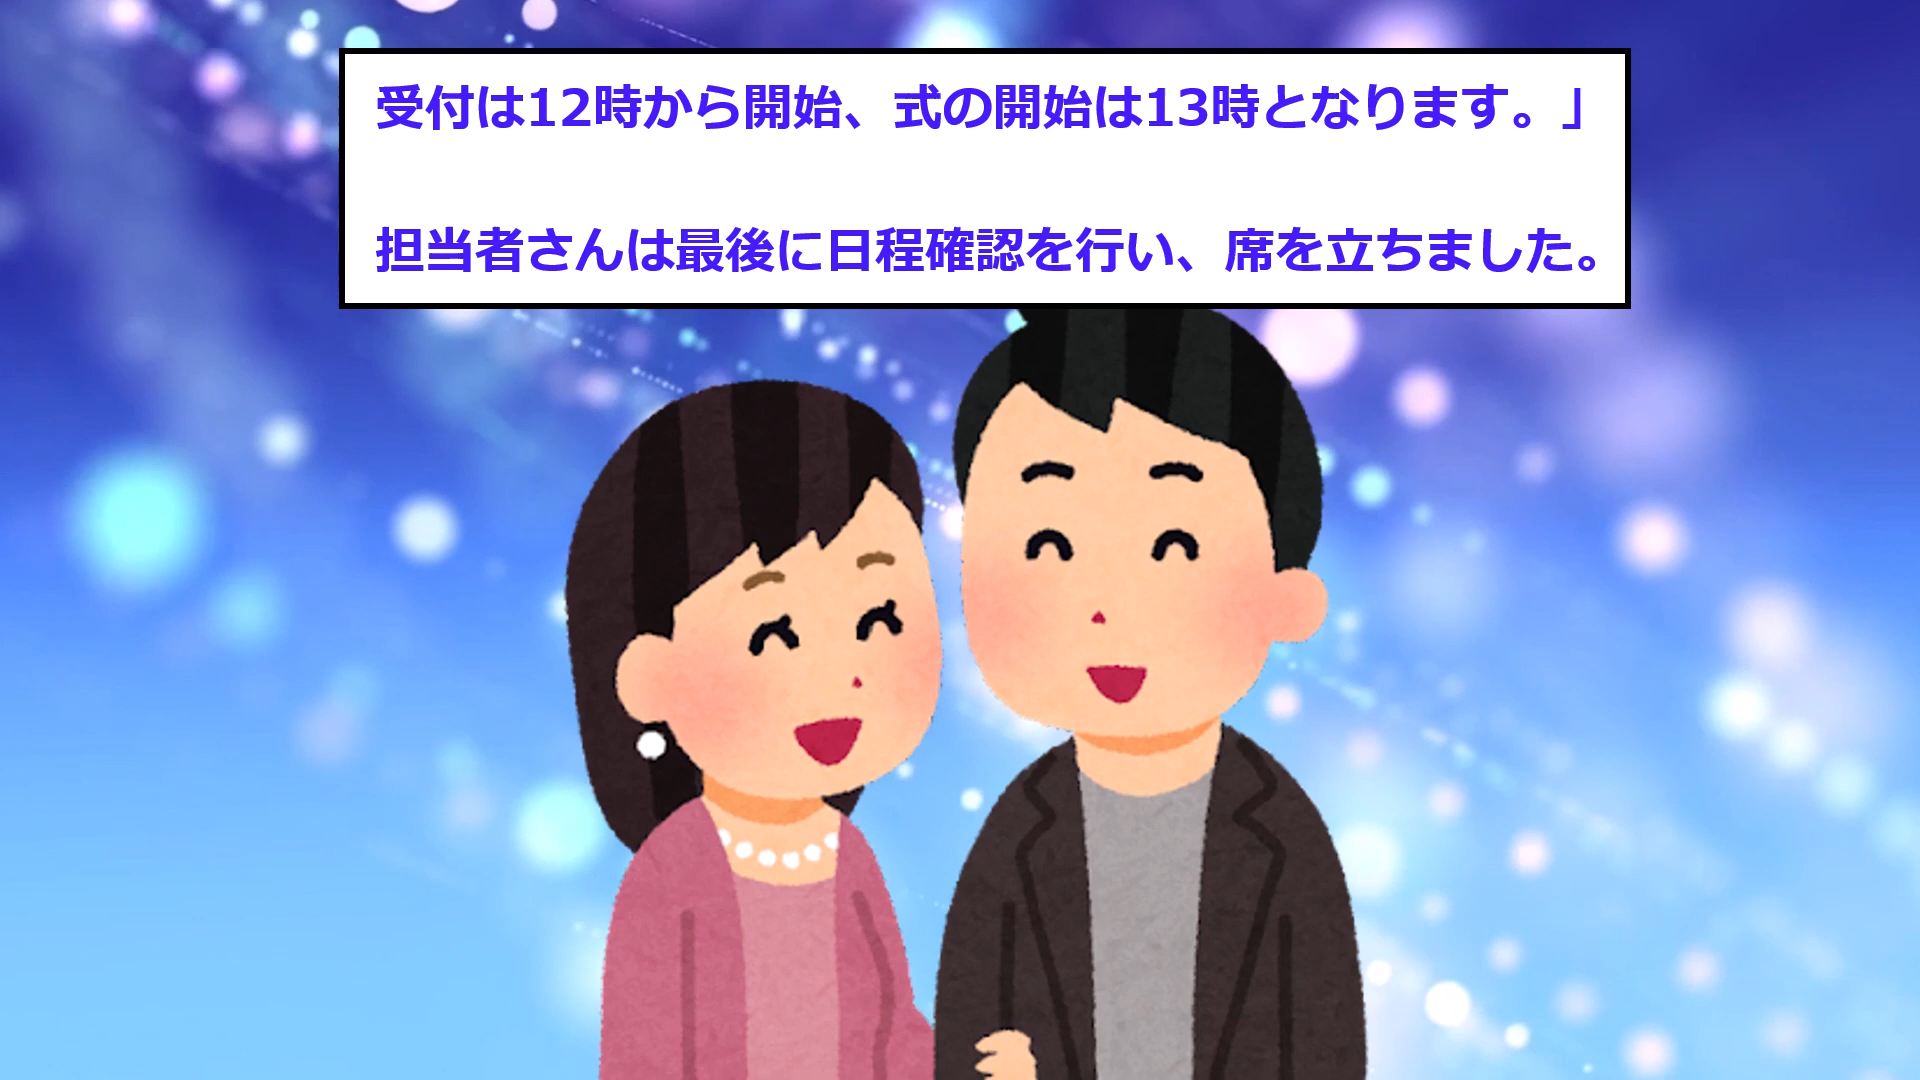 受付は12時から開始、式の開始は13時となります。」
担当者さんは最後に日程確認を行い、席を立ちました。